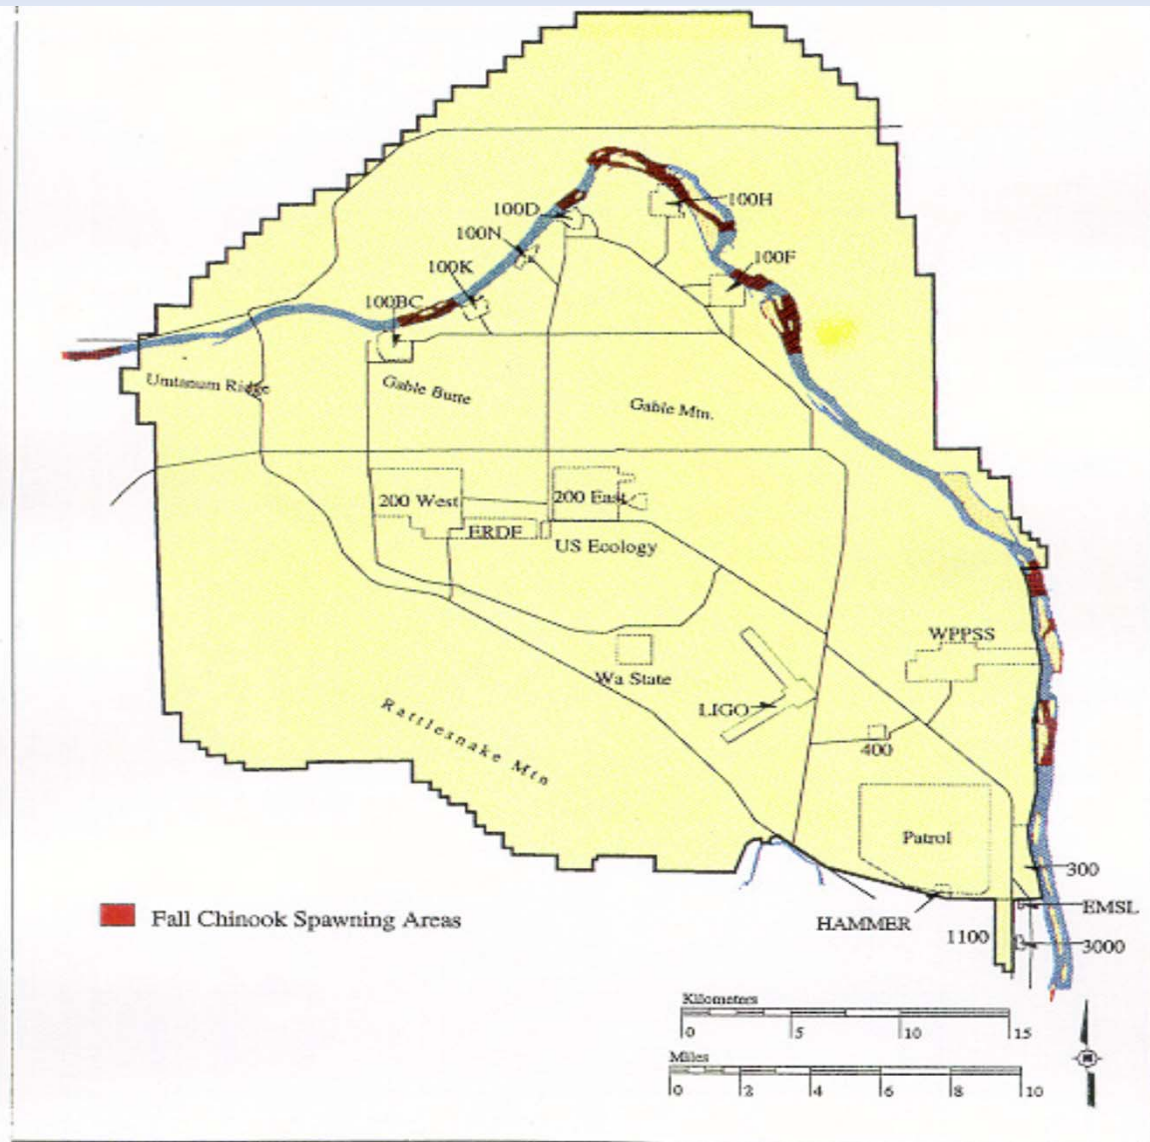 100H
100D
100N
100F
100K
100BC
Umtanum Ridge
Gable Butte
Gable Mtn.
200 West
200 East
ERDF
US Ecology
WPPSS
Wa State
LIGO
Rattlesnake Mtn
400
Patrol
300
Fall Chinook Spawning Areas
HAMMER
EMSL
1100
3000
Kilometers
0 5 10 15
Miles
0 2 4 6 8 10
N